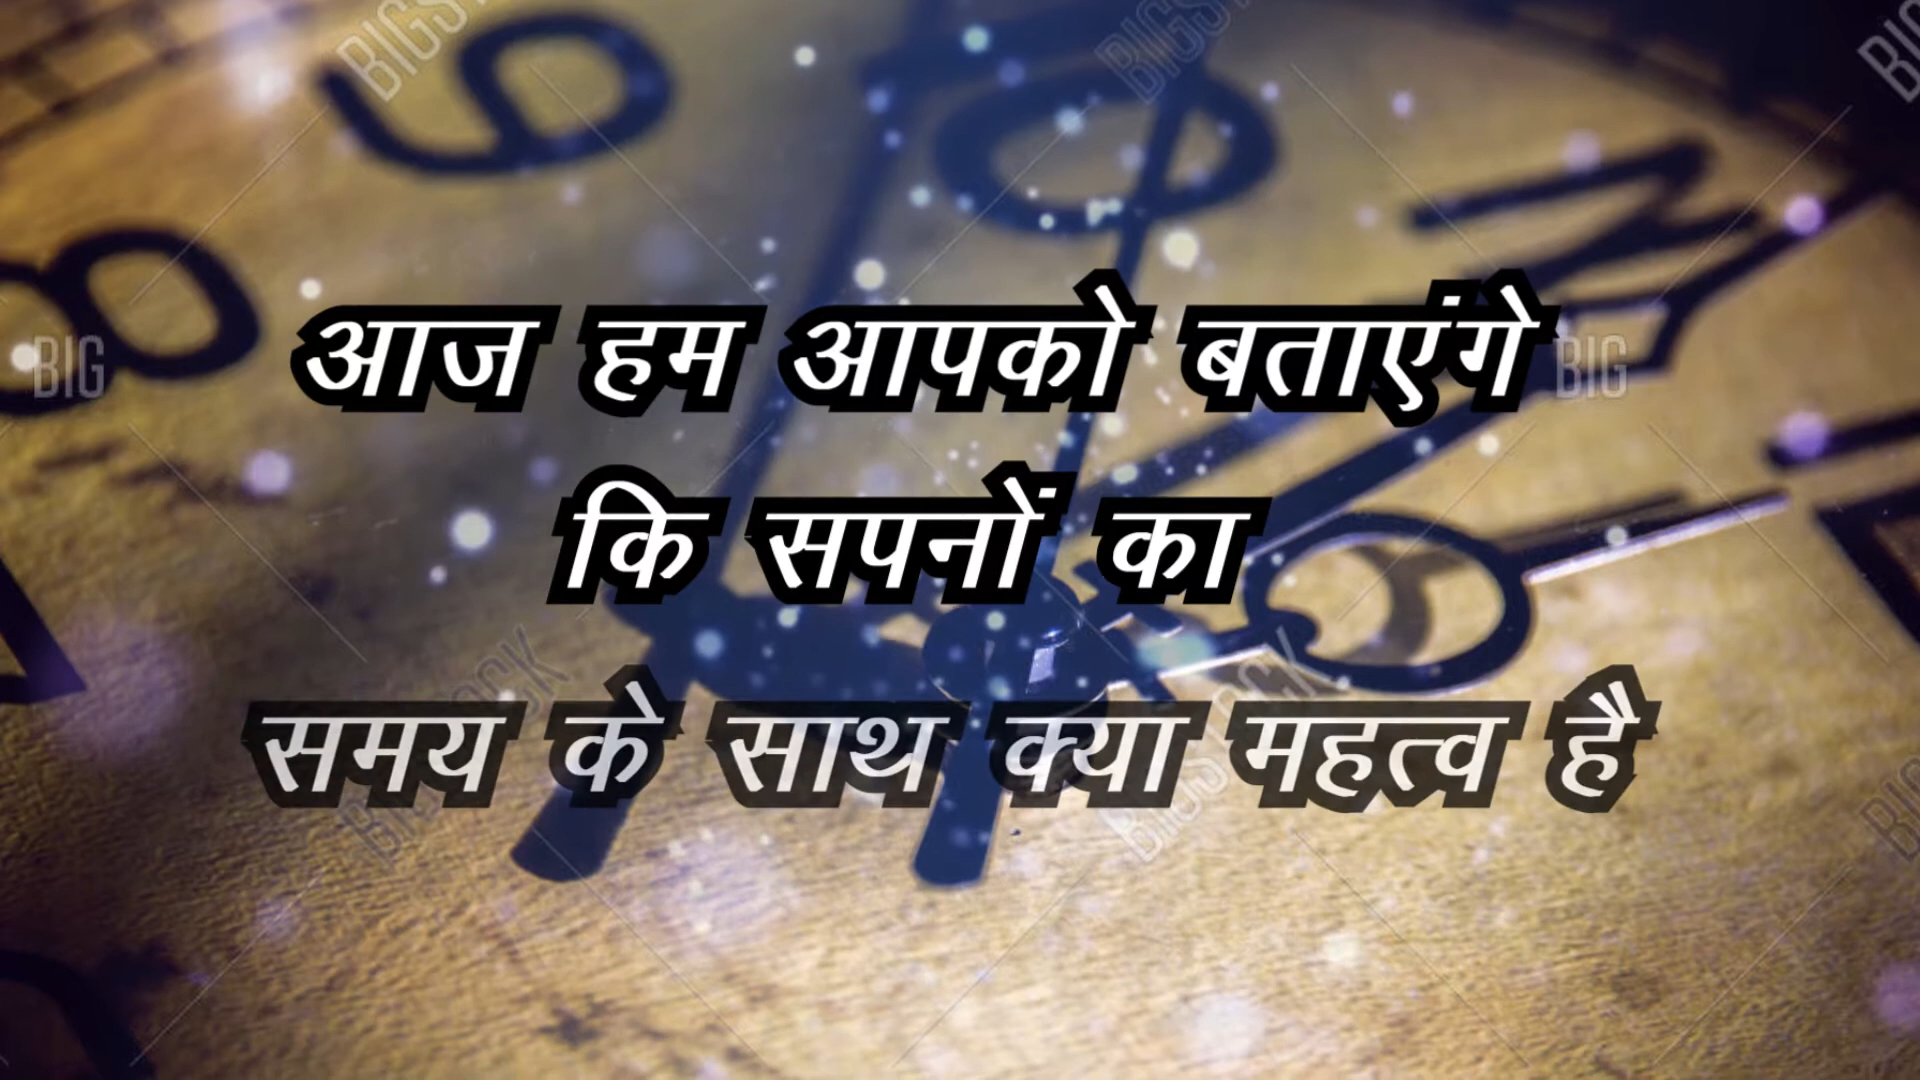 आज हम आपको बताएंगे
कि सपनों का
समय के साथ क्या महत्व है